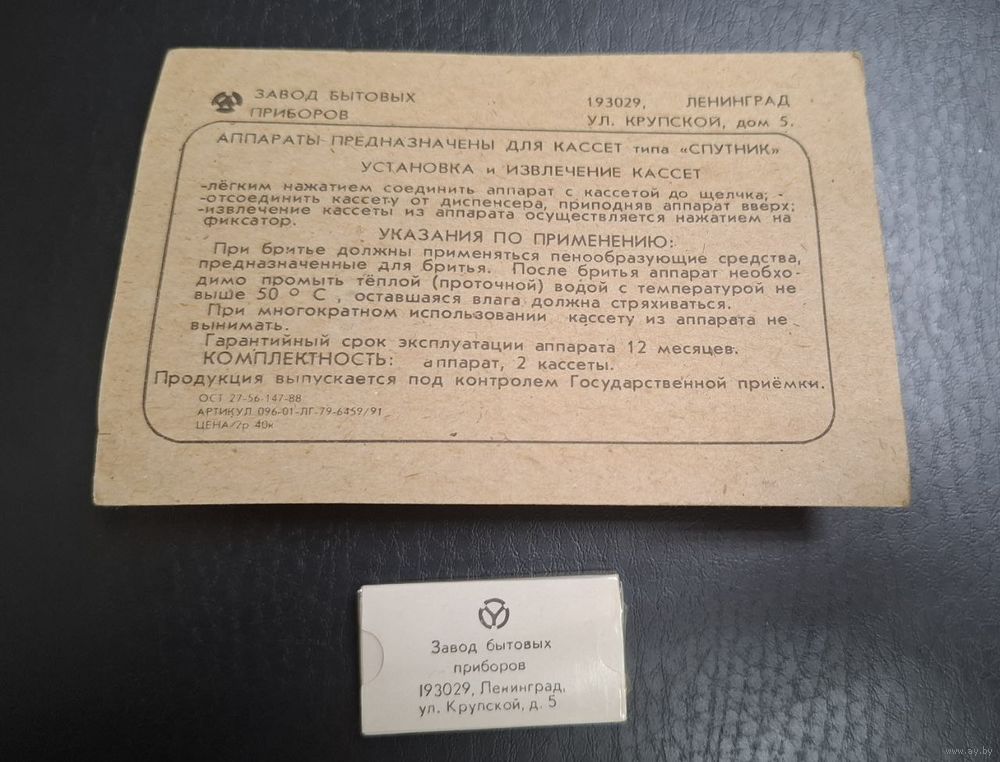 ЗАВОД БЫТОВЫХ
ПРИБОРОВ
193029, ЛЕНИНГРАД
УЛ. КРУПСКОЙ, дом 5.
АППАРАТЫ ПРЕДНАЗНАЧЕНЫ ДЛЯ КАССЕТ типа «СПУТНИК»
УСТАНОВКА и ИЗВЛЕЧЕНИЕ КАССЕТ
-лёгким нажатием соединить аппарат с кассетой до щелчка;
-отсоединить кассету от диспенсера, приподняв аппарат вверх;
-извлечение кассеты из аппарата осуществляется нажатием на
фиксатор.
УКАЗАНИЯ ПО ПРИМЕНЕНИЮ:
При бритье должны применяться пенообразующие средства,
предназначенные для бритья. После бритья аппарат необхо-
димо промыть тёплой (проточной) водой с температурой не
выше 50 ° С , оставшаяся влага должна стряхиваться.
При многократном использовании кассету из аппарата не
вынимать.
Гарантийный срок эксплуатации аппарата 12 месяцев.
КОМПЛЕКТНОСТЬ: аппарат, 2 кассеты.
Продукция выпускается под контролем Государственной приёмки.
ОСТ 27-56-147-88
АРТИКУЛ 096-01-ЛГ-79-6459/91
ЦЕНА/2р 40к
Завод бытовых
приборов
193029, Ленинград,
ул. Крупской, д. 5
www.ay.by